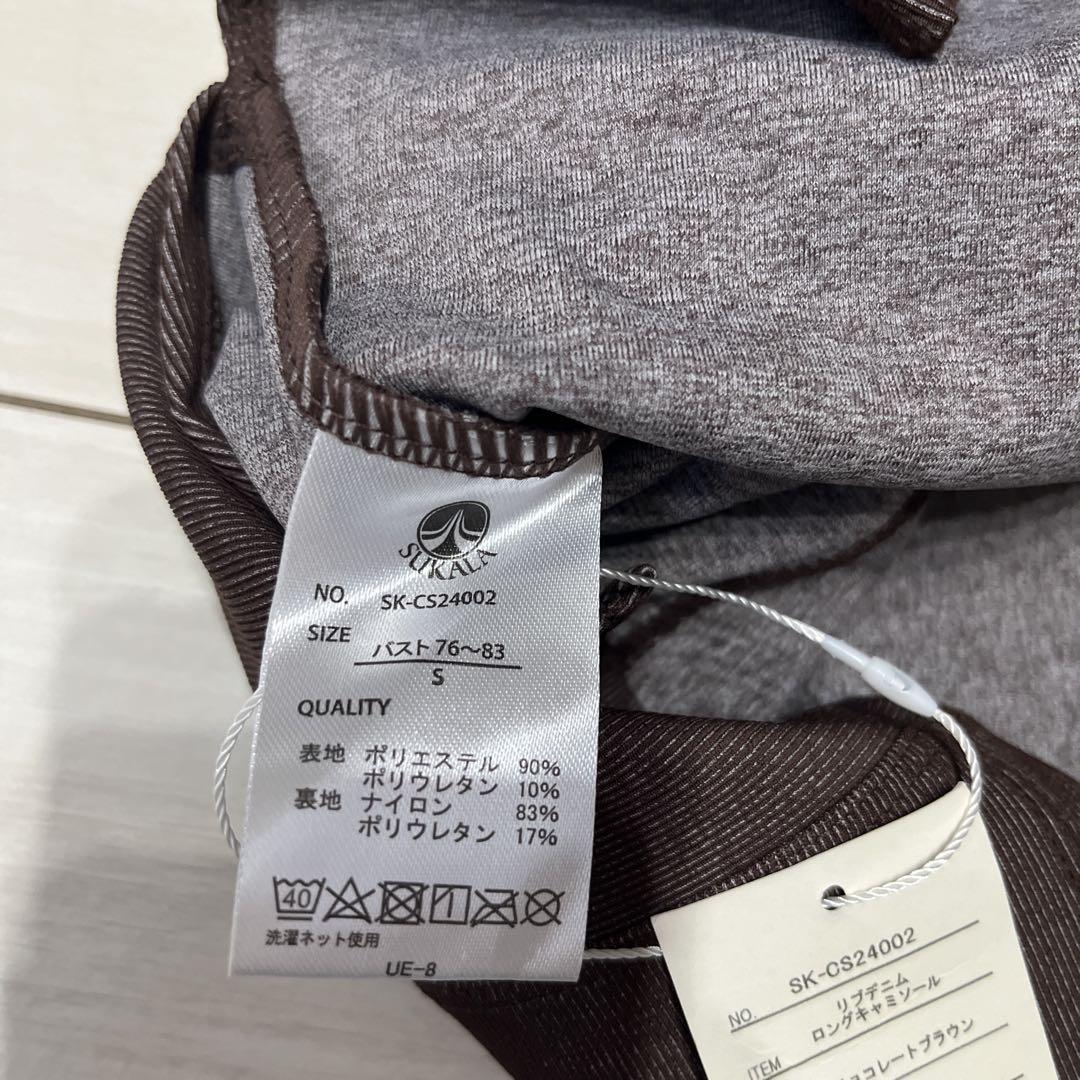 SUKALA
NO. SK-CS24002
SIZE バスト 76～83
S
QUALITY
表地 ポリエステル 90%
ポリウレタン 10%
裏地 ナイロン 83%
ポリウレタン 17%
40
洗濯ネット使用
UE-8
NO. SK-CS24002
リブデニム
ロングキャミソール
ITEM
コレートブラウン